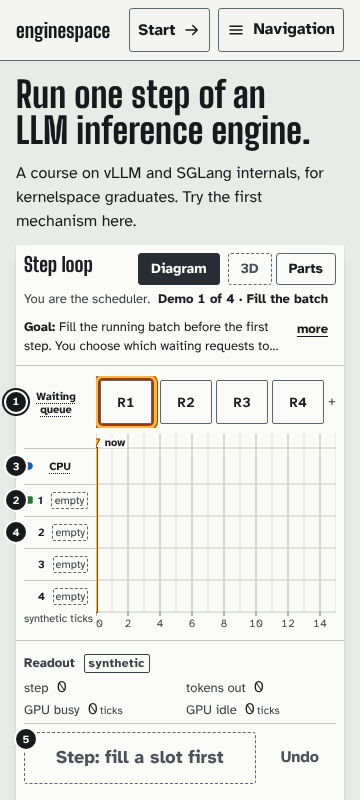 enginespace
Start →
≡ Navigation
Run one step of an
LLM inference engine.
A course on vLLM and SGLang internals, for
kernelspace graduates. Try the first
mechanism here.
Step loop
Diagram
3D
Parts
You are the scheduler. Demo 1 of 4 · Fill the batch
Goal: Fill the running batch before the first
step. You choose which waiting requests to…
more
1 Waiting
queue
R1 R2 R3 R4 +
now
3 CPU
2 1 empty
4 2 empty
3 empty
4 empty
synthetic ticks 0 2 4 6 8 10 12 14
Readout synthetic
step 0 tokens out 0
GPU busy 0 ticks GPU idle 0 ticks
5
Step: fill a slot first
Undo